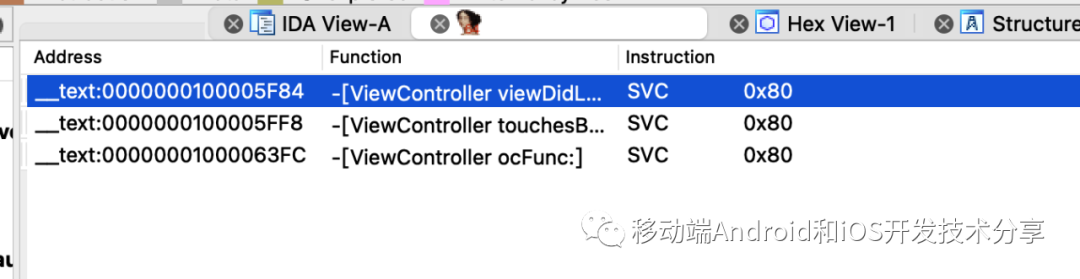 IDA View-A Hex View-1 Structure
Address Function Instruction
__text:0000000100005F84 -[ViewController viewDidL... SVC 0x80
__text:0000000100005FF8 -[ViewController touchesB... SVC 0x80
__text:00000001000063FC -[ViewController ocFunc:] SVC 0x80
移动端Android和iOS开发技术分享